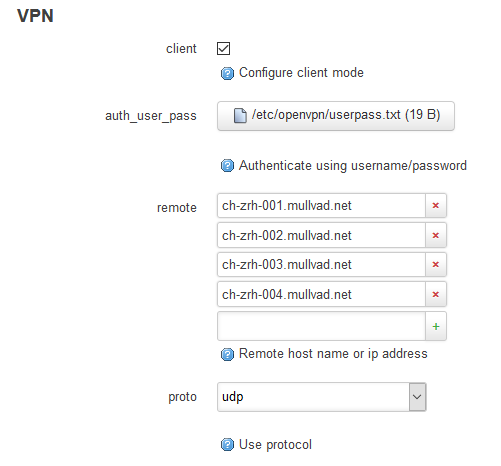 VPN
client
Configure client mode
auth_user_pass /etc/openvpn/userpass.txt (19 B)
Authenticate using username/password
remote ch-zrh-001.mullvad.net
ch-zrh-002.mullvad.net
ch-zrh-003.mullvad.net
ch-zrh-004.mullvad.net
Remote host name or ip address
proto udp
Use protocol